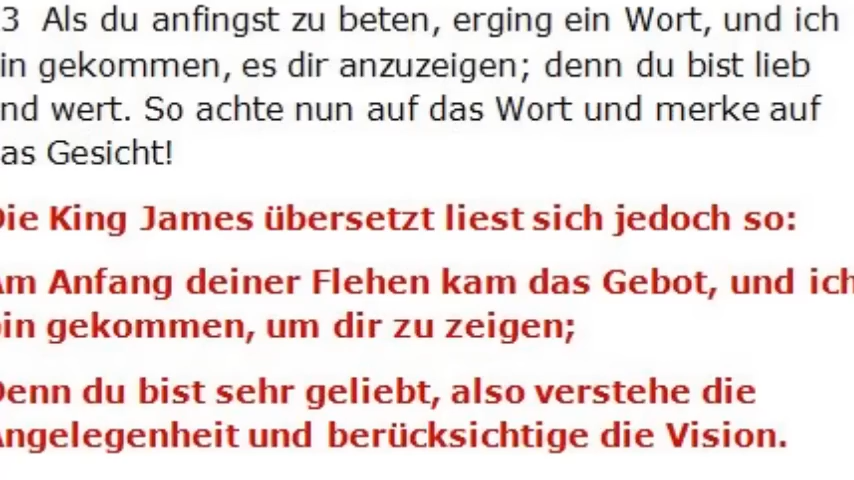 3 Als du anfingst zu beten, erging ein Wort, und ich
in gekommen, es dir anzuzeigen; denn du bist lieb
nd wert. So achte nun auf das Wort und merke auf
as Gesicht!
Die King James übersetzt liest sich jedoch so:
Am Anfang deiner Flehen kam das Gebot, und ich
bin gekommen, um dir zu zeigen;
Denn du bist sehr geliebt, also verstehe die
Angelegenheit und berücksichtige die Vision.